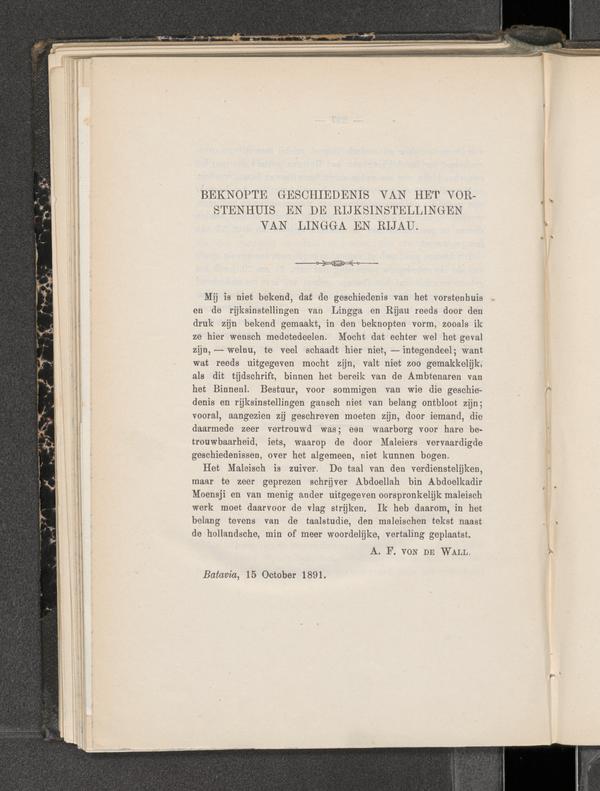 BEKNOPTE GESCHIEDENIS VAN HET VOR-
STENHUIS EN DE RIJKSINSTELLINGEN
VAN LINGGA EN RIJAU.
Mij is niet bekend, daf de geschiedenis van het vorstenhuis
en de rijksinstellingen van Lingga en Rijau reeds door den
druk zijn bekend gemaakt, in den beknopten vorm, zooals ik
ze hier wensch medetedeelen. Mocht dat echter wel het geval
zijn, — welnu, te veel schaadt hier niet, — integendeel; want
wat reeds uitgegeven mocht zijn, valt niet zoo gemakkelijk,
als dit tijdschrift, binnen het bereik van de Ambtenaren van
het Binnenl. Bestuur, voor sommigen van wie die geschie-
denis en rijksinstellingen gansch niet van belang ontbloot zijn;
vooral, aangezien zij geschreven moeten zijn, door iemand, die
daarmede zeer vertrouwd was; een waarborg voor hare be-
trouwbaarheid, iets, waarop de door Maleiers vervaardigde
geschiedenissen, over het algemeen, niet kunnen bogen.
Het Maleisch is zuiver. De taal van den verdienstelijken,
maar te zeer geprezen schrijver Abdoellah bin Abdoelkadir
Moensji en van menig ander uitgegeven oorspronkelijk maleisch
werk moet daarvoor de vlag strijken. Ik heb daarom, in het
belang tevens van de taalstudie, den maleischen tekst naast
de hollandsche, min of meer woordelijke, vertaling geplaatst.
A. F. VON DE WALL.
Batavia, 15 October 1891.